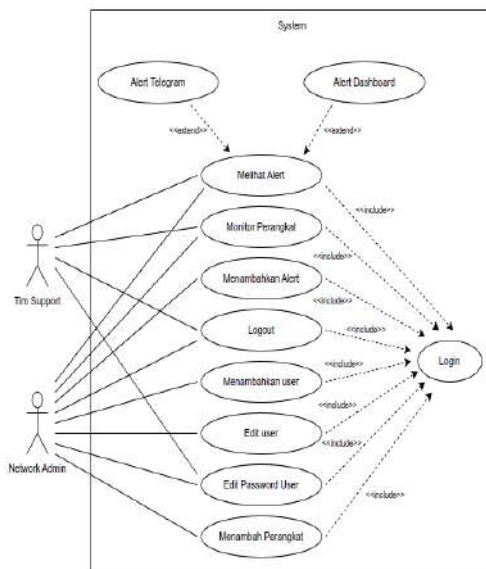 System
Alert Telegram
Alert Dashboard
<<extend>>
<<extend>>
Melihat Alert
<<include>>
Monitor Perangkat
Tim Support
<<include>>
Menambahkan Alert
<<include>>
Logout
<<include>>
Login
Menambahkan user
<<include>>
<<include>>
Edit user
<<include>>
Network Admin
Edit Password User
<<include>>
Menambah Perangkat